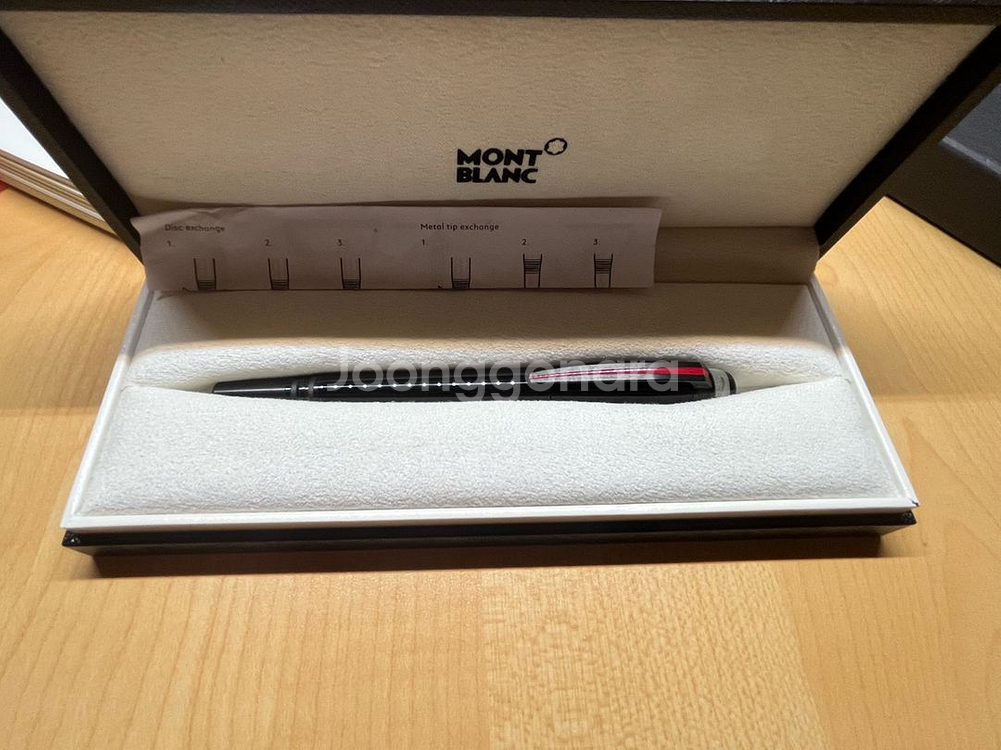 MONT
BLANC
Disc exchange
Metal tip exchange
1.
2.
3.
1.
2.
3.
Joonggonara